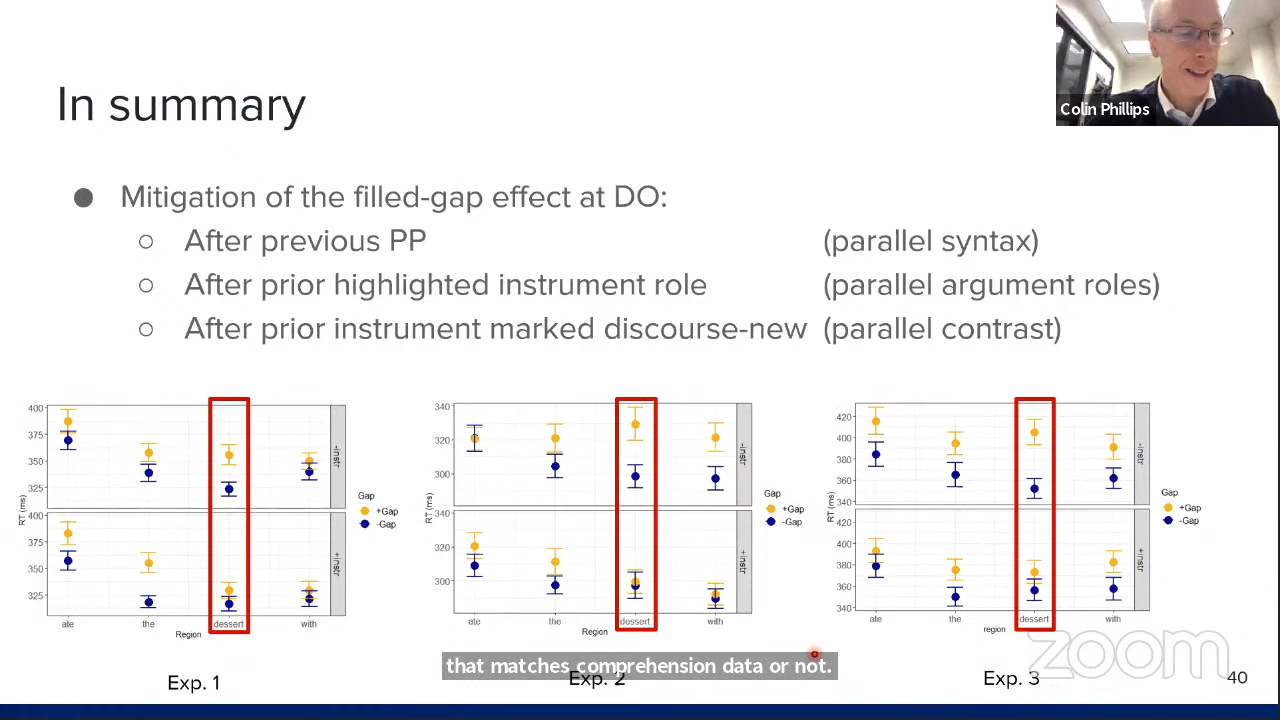 In summary
Colin Phillips
● Mitigation of the filled-gap effect at DO:
○ After previous PP (parallel syntax)
○ After prior highlighted instrument role (parallel argument roles)
○ After prior instrument marked discourse-new (parallel contrast)
400
375
350
325
400
375
350
325
RT (ms)
-instr
+instr
ate the dessert with
Region
Gap
+Gap
-Gap
340
320
300
340
320
300
RT (ms)
-instr
+instr
ate the dessert with
Region
Gap
+Gap
-Gap
420
400
380
360
340
420
400
380
360
340
RT (ms)
-instr
+instr
ate the dessert with
region
Gap
+Gap
-Gap
that matches comprehension data or not.
Exp. 1 Exp. 2 Exp. 3
zoom
40